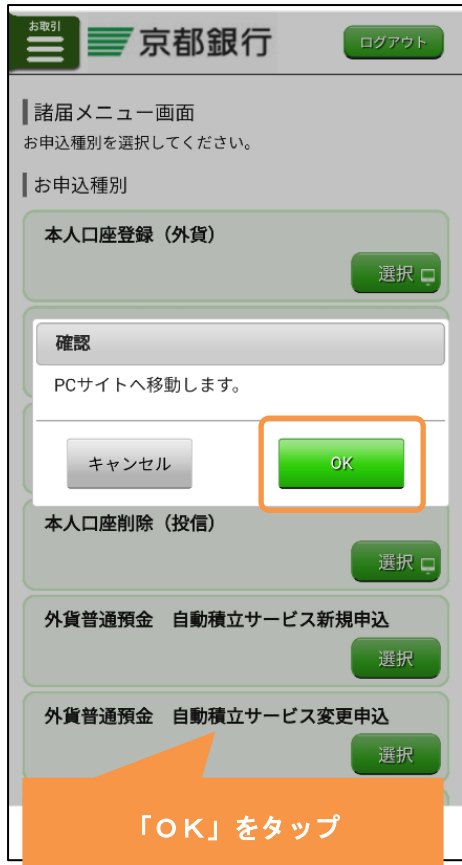 お取引
京都銀行
ログアウト
諸届メニュー画面
お申込種別を選択してください。
お申込種別
本人口座登録（外貨）
選択
確認
PCサイトへ移動します。
キャンセル
OK
本人口座削除（投信）
選択
外貨普通預金　自動積立サービス新規申込
選択
外貨普通預金　自動積立サービス変更申込
選択
「ＯＫ」をタップ